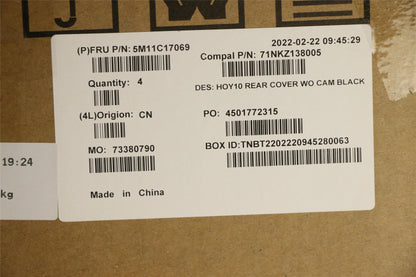 2022-02-22 09:45:29
(P)FRU P/N: 5M11C17069
Compal P/N: 71NKZ138005
Quantity: 4
DES: HOY10 REAR COVER WO CAM BLACK
(4L)Origion: CN
PO: 4501772315
MO: 73380790
BOX ID:TNBT2202220945280063
Made in China
19:24
kg